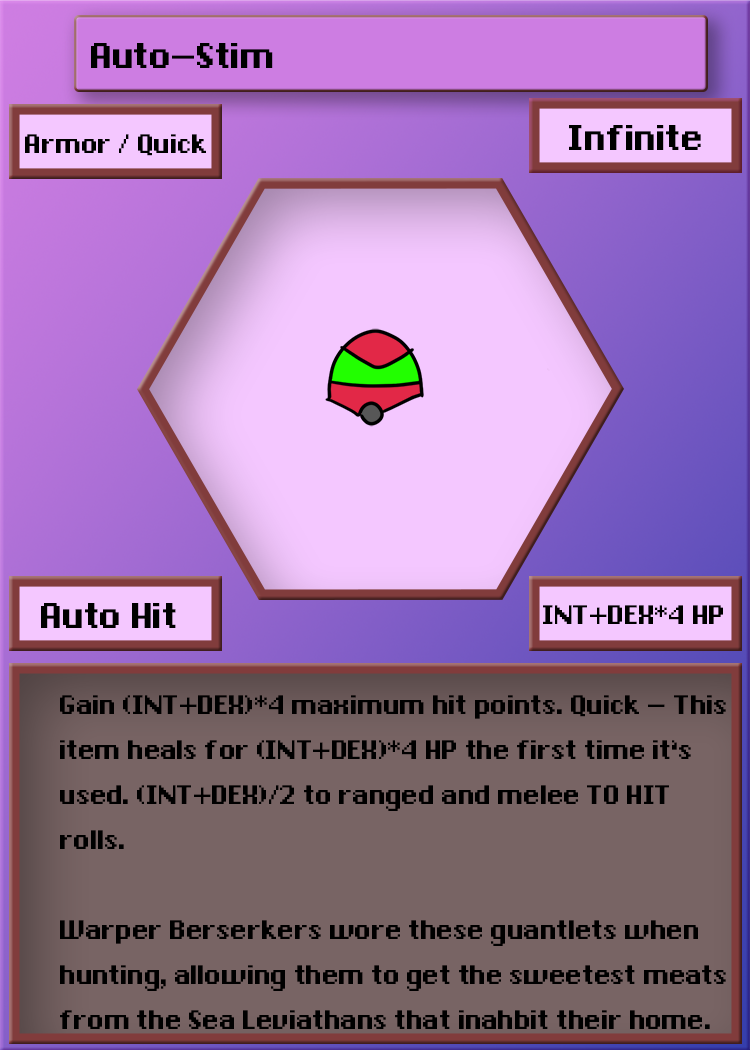 Auto-Stim
Armor / Quick
Infinite
Auto Hit
INT+DEX*4 HP
Gain (INT+DEX)*4 maximum hit points. Quick - This
item heals for (INT+DEX)*4 HP the first time it's
used. (INT+DEX)/2 to ranged and melee TO HIT
rolls.
Warper Berserkers wore these guantlets when
hunting, allowing them to get the sweetest meats
from the Sea Leviathans that inahbit their home.